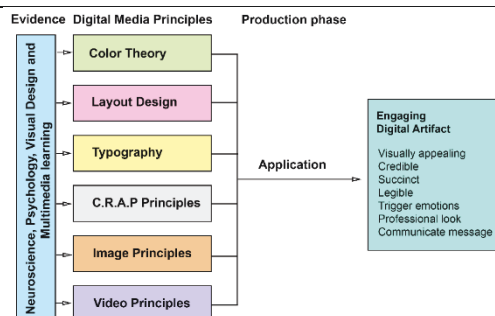 Evidence Digital Media Principles Production phase
Neuroscience, Psychology, Visual Design and
Multimedia learning
Color Theory
Layout Design
Typography
C.R.A.P Principles
Image Principles
Video Principles
Application
Engaging
Digital Artifact
Visually appealing
Credible
Succinct
Legible
Trigger emotions
Professional look
Communicate message